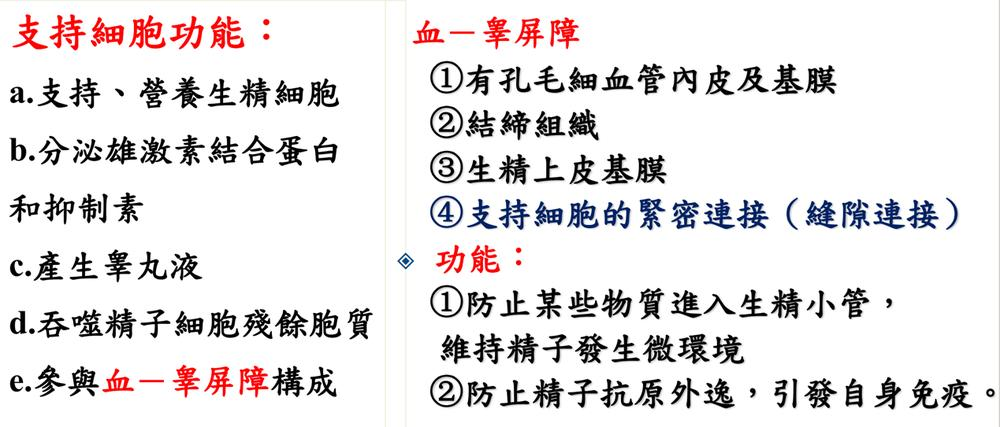 支持細胞功能：
a.支持、營養生精細胞
b.分泌雄激素結合蛋白
和抑制素
c.產生睾丸液
d.吞噬精子細胞殘餘胞質
e.參與血－睾屏障構成
血－睾屏障
①有孔毛細血管內皮及基膜
②結締組織
③生精上皮基膜
④支持細胞的緊密連接（縫隙連接）
功能：
①防止某些物質進入生精小管，
維持精子發生微環境
②防止精子抗原外逸，引發自身免疫。